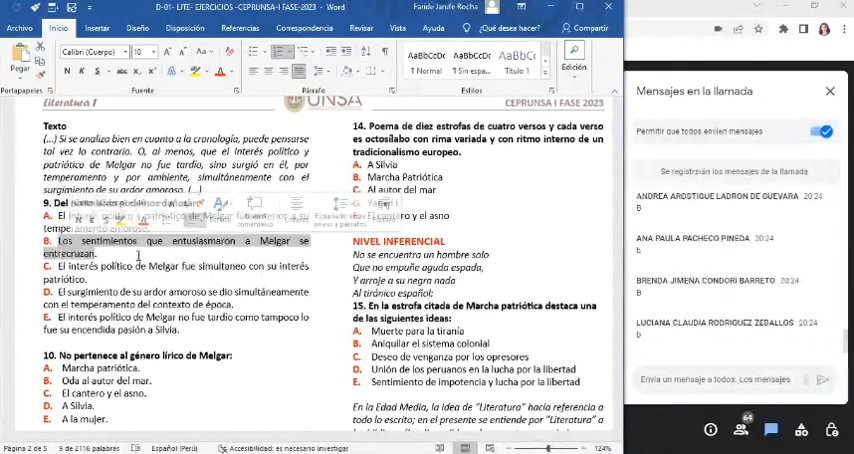 D-01- LITE- EJERCICIOS -CEPRUNSA-I FASE-2023 - Word
Faride Jarufe Rocha
Archivo Inicio Insertar Diseño Disposición Referencias Correspondencia Revisar Vista Ayuda ¿Qué desea hacer? Compartir
Pegar
Calibri (Cuerpo) 10
N K S abc x₂ x²
AaBbCcDc AaBbCcDc AaBbCc
¶ Normal ¶ Sin espa... Título 1
Edición
Portapapeles Fuente Párrafo Estilos
Literatura 1
UNSA
CEPRUNSA I FASE 2023
Texto
(...) Si se analiza bien en cuanto a la cronología, puede pensarse
tal vez lo contrario. O, al menos, que el interés político y
patriótico de Melgar no fue tardío, sino surgió en él, por
temperamento y por ambiente, simultáneamente con el
surgimiento de su ardor amoroso. (...)
9. Del
A. El
temperamento amoroso.
B. Los sentimientos que entusiasmaron a Melgar se
entrecruzan.
C. El interés político de Melgar fue simultaneo con su interés
patriótico.
D. El surgimiento de su ardor amoroso se dio simultáneamente
con el temperamento del contexto de época.
E. El interés político de Melgar no fue tardío como tampoco lo
fue su encendida pasión a Silvia.
10. No pertenece al género lírico de Melgar:
A. Marcha patriótica.
B. Oda al autor del mar.
C. El cantero y el asno.
D. A Silvia.
E. A la mujer.
14. Poema de diez estrofas de cuatro versos y cada verso
es octosílabo con rima variada y con ritmo interno de un
tradicionalismo europeo.
A. A Silvia
B. Marcha Patriótica
C. Al autor del mar
D.
E. El cantero y el asno
NIVEL INFERENCIAL
No se encuentra un hombre solo
Que no empuñe aguda espada,
Y arroje a su negra nada
Al tiránico español:
15. En la estrofa citada de Marcha patriótica destaca una
de las siguientes ideas:
A. Muerte para la tiranía
B. Aniquilar el sistema colonial
C. Deseo de venganza por los opresores
D. Unión de los peruanos en la lucha por la libertad
E. Sentimiento de impotencia y lucha por la libertad
En la Edad Media, la idea de "Literatura" hacía referencia a
todo lo escrito; en el presente se entiende por "Literatura" a
Página 2 de 5 9 de 2116 palabras Español (Perú) Accesibilidad: es necesario investigar 124%
Mensajes en la llamada
Permitir que todos envíen mensajes
Se registrarán los mesajes de la llamada
ANDREA AROSTIGUE LADRON DE GUEVARA 20:24
b
ANA PAULA PACHECO PINEDA 20:24
b
BRENDA JIMENA CONDORI BARRETO 20:24
b
LUCIANA CLAUDIA RODRIGUEZ ZEBALLOS 20:24
b
Envía un mensaje a todos. Los mensajes
64